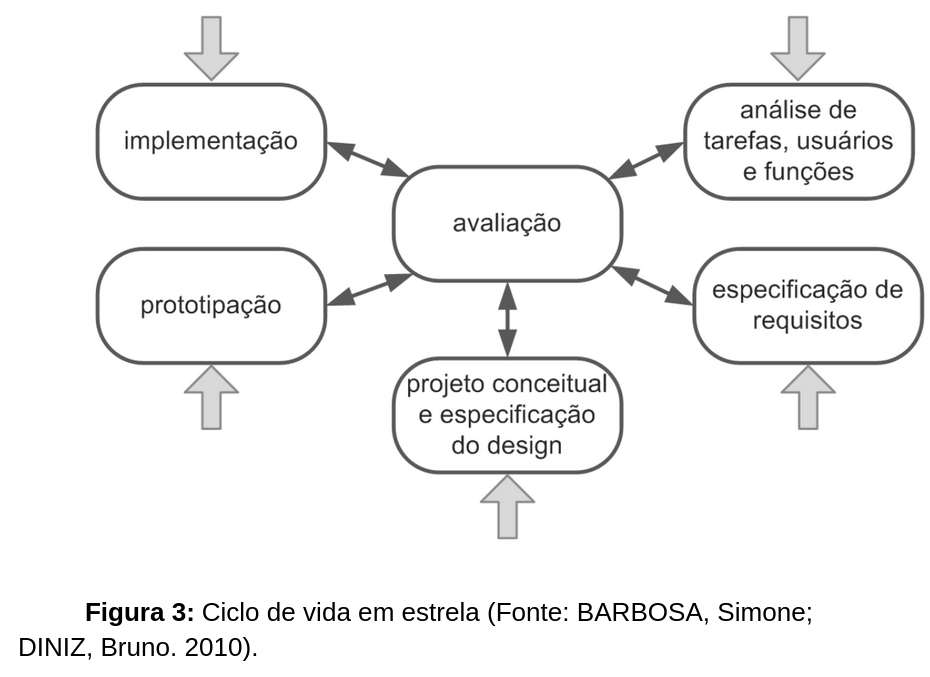 implementação
análise de
tarefas, usuários
e funções
avaliação
prototipação
especificação de
requisitos
projeto conceitual
e especificação
do design
Figura 3: Ciclo de vida em estrela (Fonte: BARBOSA, Simone;
DINIZ, Bruno. 2010).